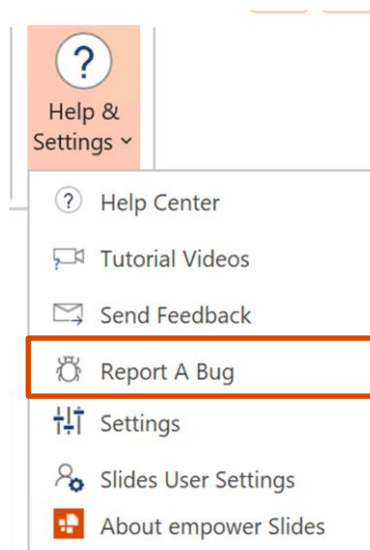 Help &
Settings
Help Center
Tutorial Videos
Send Feedback
Report A Bug
Settings
Slides User Settings
About empower Slides